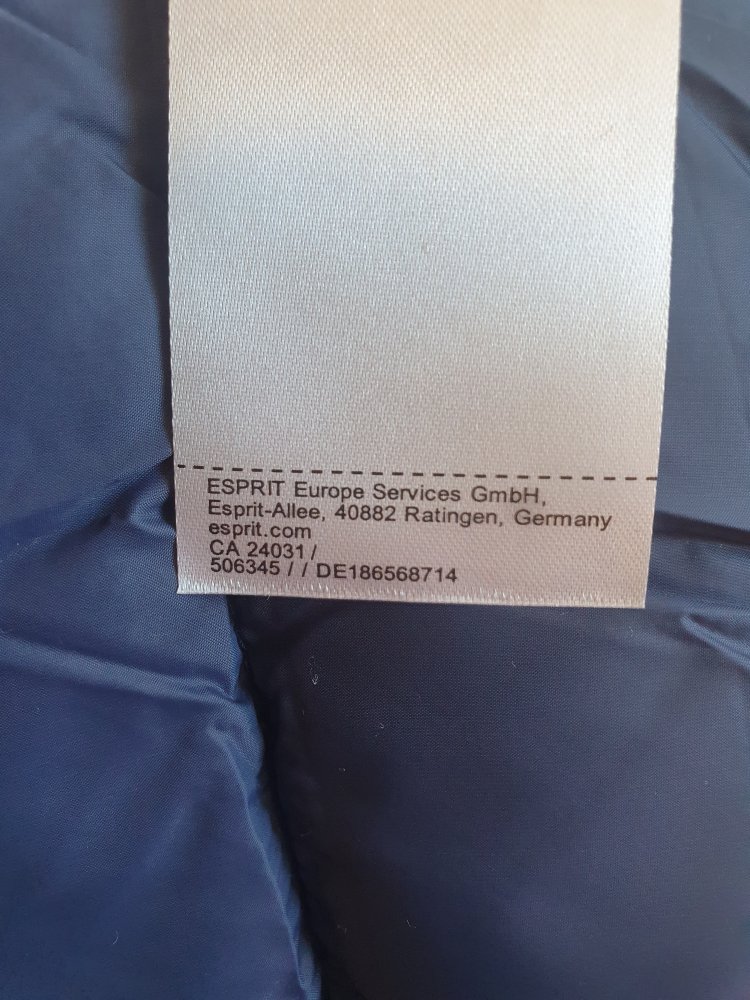 ESPRIT Europe Services GmbH,
Esprit-Allee, 40882 Ratingen, Germany
esprit.com
CA 24031 /
506345 / / DE186568714